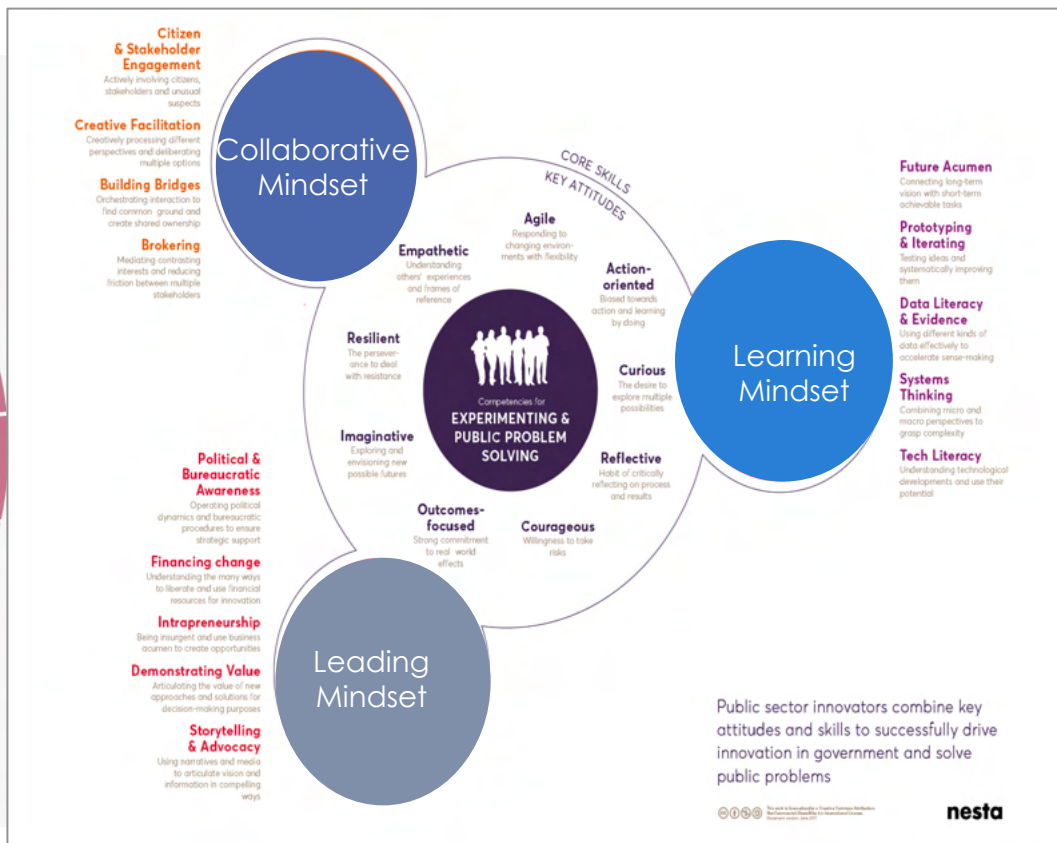 Citizen
& Stakeholder
Engagement
Actively involving citizens,
stakeholders and unusual
suspects
Creative Facilitation
Creatively processing different
perspectives and deliberating
multiple options
Building Bridges
Orchestrating interaction to
find common ground and
create shared ownership
Brokering
Mediating contrasting
interests and reducing
friction between multiple
stakeholders
Collaborative
Mindset
CORE SKILLS
KEY ATTITUDES
Agile
Responding to
changing environ-
ments with flexibility
Empathetic
Understanding
others' experiences
and frames of
reference
Action-
oriented
Biased towards
action and learning
by doing
Resilient
The persever-
ance to deal
with resistance
Curious
The desire to
explore multiple
possibilities
Imaginative
Exploring and
envisioning new
possible futures
Reflective
Habit of critically
reflecting on process
and results
Outcomes-
focused
Strong commitment
to real world
effects
Courageous
Willingness to take
risks
Competencies for
EXPERIMENTING &
PUBLIC PROBLEM
SOLVING
Learning
Mindset
Future Acumen
Connecting long-term
vision with short-term
achievable tasks
Prototyping
& Iterating
Testing ideas and
systematically improving
them
Data Literacy
& Evidence
Using different kinds of
data effectively to
accelerate sense-making
Systems
Thinking
Combining micro and
macro perspectives to
grasp complexity
Tech Literacy
Understanding technological
developments and use their
potential
Political &
Bureaucratic
Awareness
Operating political
dynamics and bureaucratic
procedures to ensure
strategic support
Financing change
Understanding the many ways
to liberate and use financial
resources for innovation
Intrapreneurship
Being insurgent and use business
acumen to create opportunities
Demonstrating Value
Articulating the value of new
approaches and solutions for
decision-making purposes
Storytelling
& Advocacy
Using narratives and media
to articulate vision and
information in compelling
ways
Leading
Mindset
Public sector innovators combine key
attitudes and skills to successfully drive
innovation in government and solve
public problems
nesta